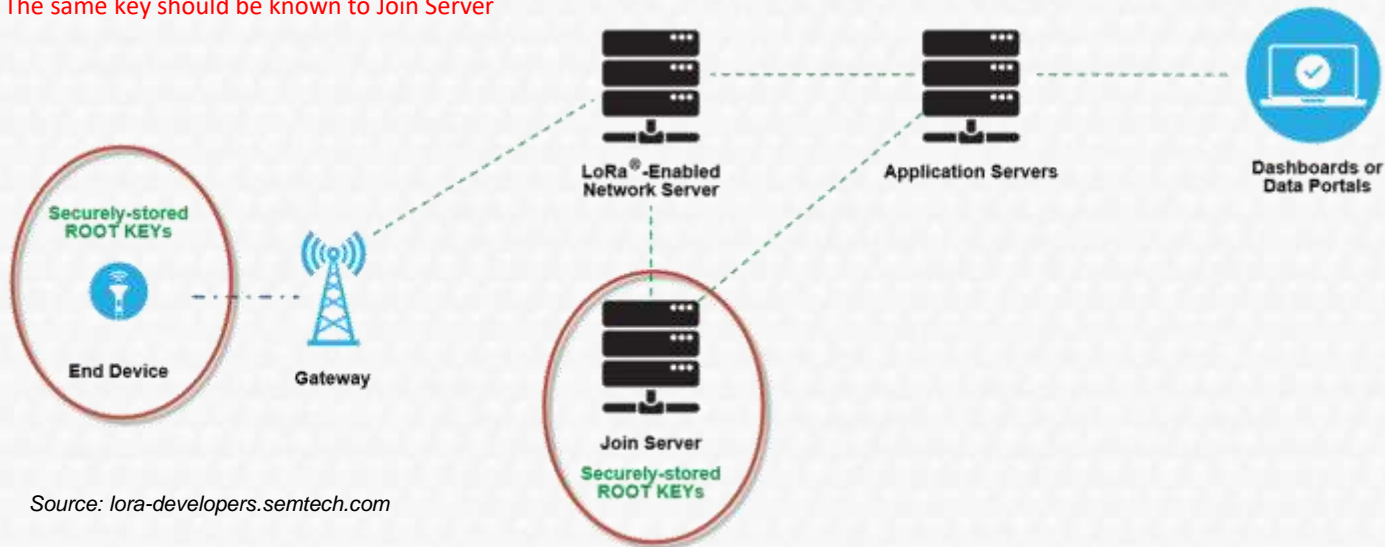 The same key should be known to Join Server
Securely-stored
ROOT KEYs
End Device
Gateway
LoRa®-Enabled
Network Server
Application Servers
Dashboards or
Data Portals
Join Server
Securely-stored
ROOT KEYs
Source: lora-developers.semtech.com